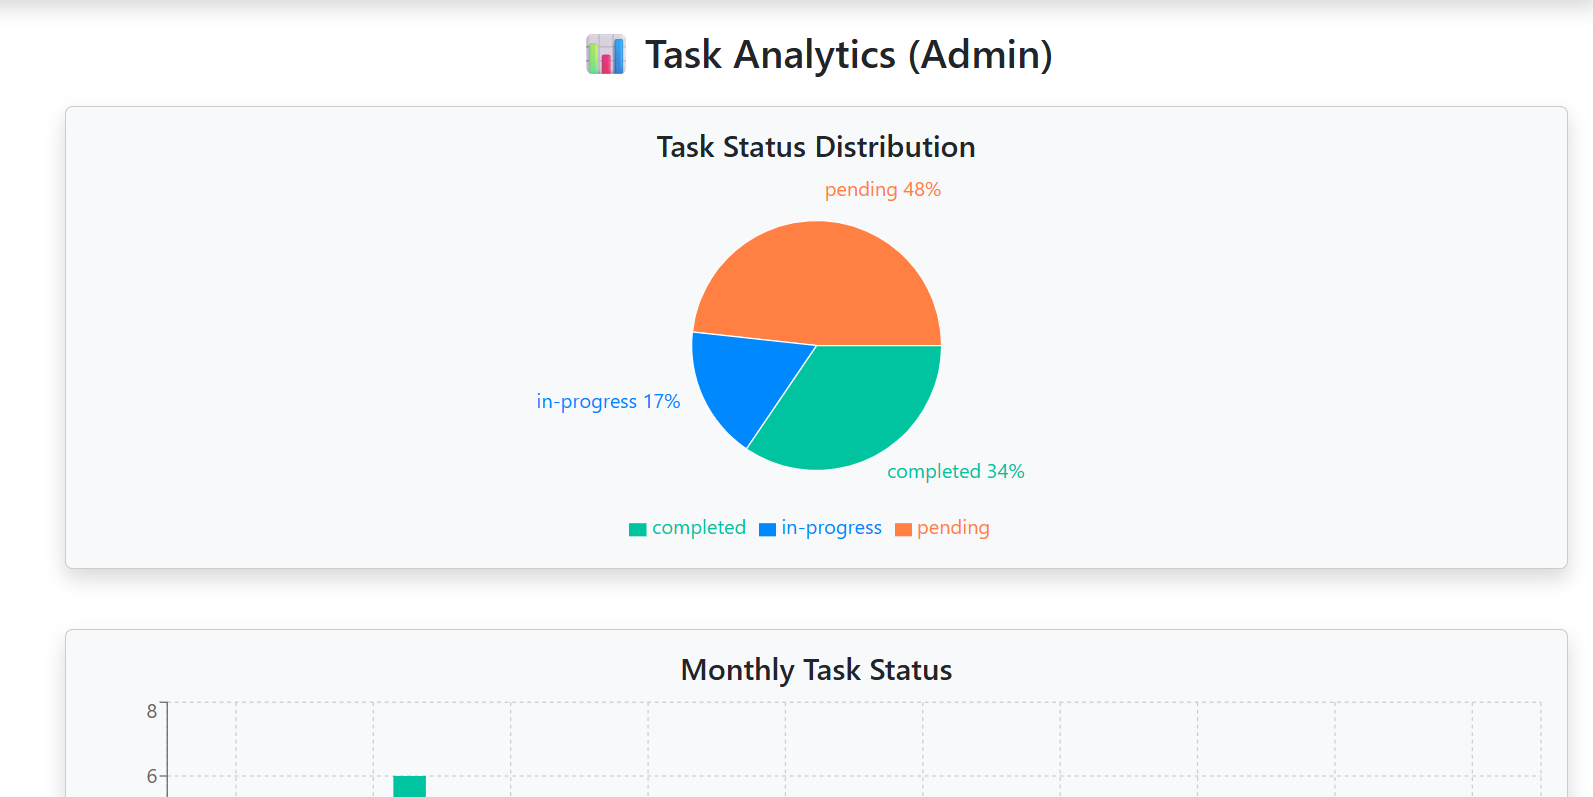 Task Analytics (Admin)
Task Status Distribution
pending 48%
in-progress 17%
completed 34%
completed in-progress pending
Monthly Task Status
8
6